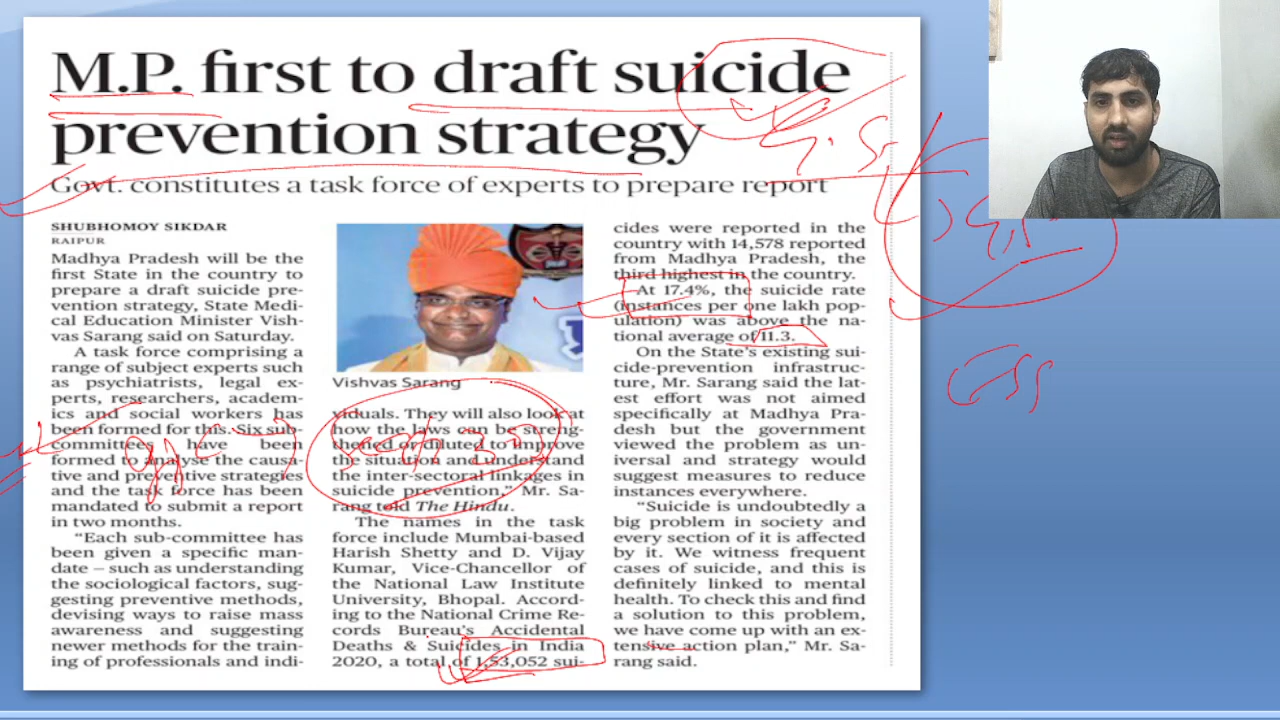 M.P. first to draft suicide
prevention strategy
Govt. constitutes a task force of experts to prepare report
SHUBHOMOY SIKDAR
RAIPUR
Madhya Pradesh will be the
first State in the country to
prepare a draft suicide pre-
vention strategy, State Medi-
cal Education Minister Vish-
vas Sarang said on Saturday.
A task force comprising a
range of subject experts such
as psychiatrists, legal ex-
perts, researchers, academ-
ics and social workers has
been formed for this. Six sub-
committees have been
formed to analyse the causa-
tive and preventive strategies
and the task force has been
mandated to submit a report
in two months.
"Each sub-committee has
been given a specific man-
date – such as understanding
the sociological factors, sug-
gesting preventive methods,
devising ways to raise mass
awareness and suggesting
newer methods for the train-
ing of professionals and indi-
Vishvas Sarang
viduals. They will also look at
how the laws can be streng-
thened or diluted to improve
the situation and understand
the inter-sectoral linkages in
suicide prevention," Mr. Sa-
rang told The Hindu.
The names in the task
force include Mumbai-based
Harish Shetty and D. Vijay
Kumar, Vice-Chancellor of
the National Law Institute
University, Bhopal. Accord-
ing to the National Crime Re-
cords Bureau's Accidental
Deaths & Suicides in India
2020, a total of 1,53,052 sui-
cides were reported in the
country with 14,578 reported
from Madhya Pradesh, the
third highest in the country.
At 17.4%, the suicide rate
(instances per one lakh pop-
ulation) was above the na-
tional average of 11.3.
On the State's existing sui-
cide-prevention infrastruc-
ture, Mr. Sarang said the lat-
est effort was not aimed
specifically at Madhya Pra-
desh but the government
viewed the problem as un-
iversal and strategy would
suggest measures to reduce
instances everywhere.
"Suicide is undoubtedly a
big problem in society and
every section of it is affected
by it. We witness frequent
cases of suicide, and this is
definitely linked to mental
health. To check this and find
a solution to this problem,
we have come up with an ex-
tensive action plan," Mr. Sa-
rang said.